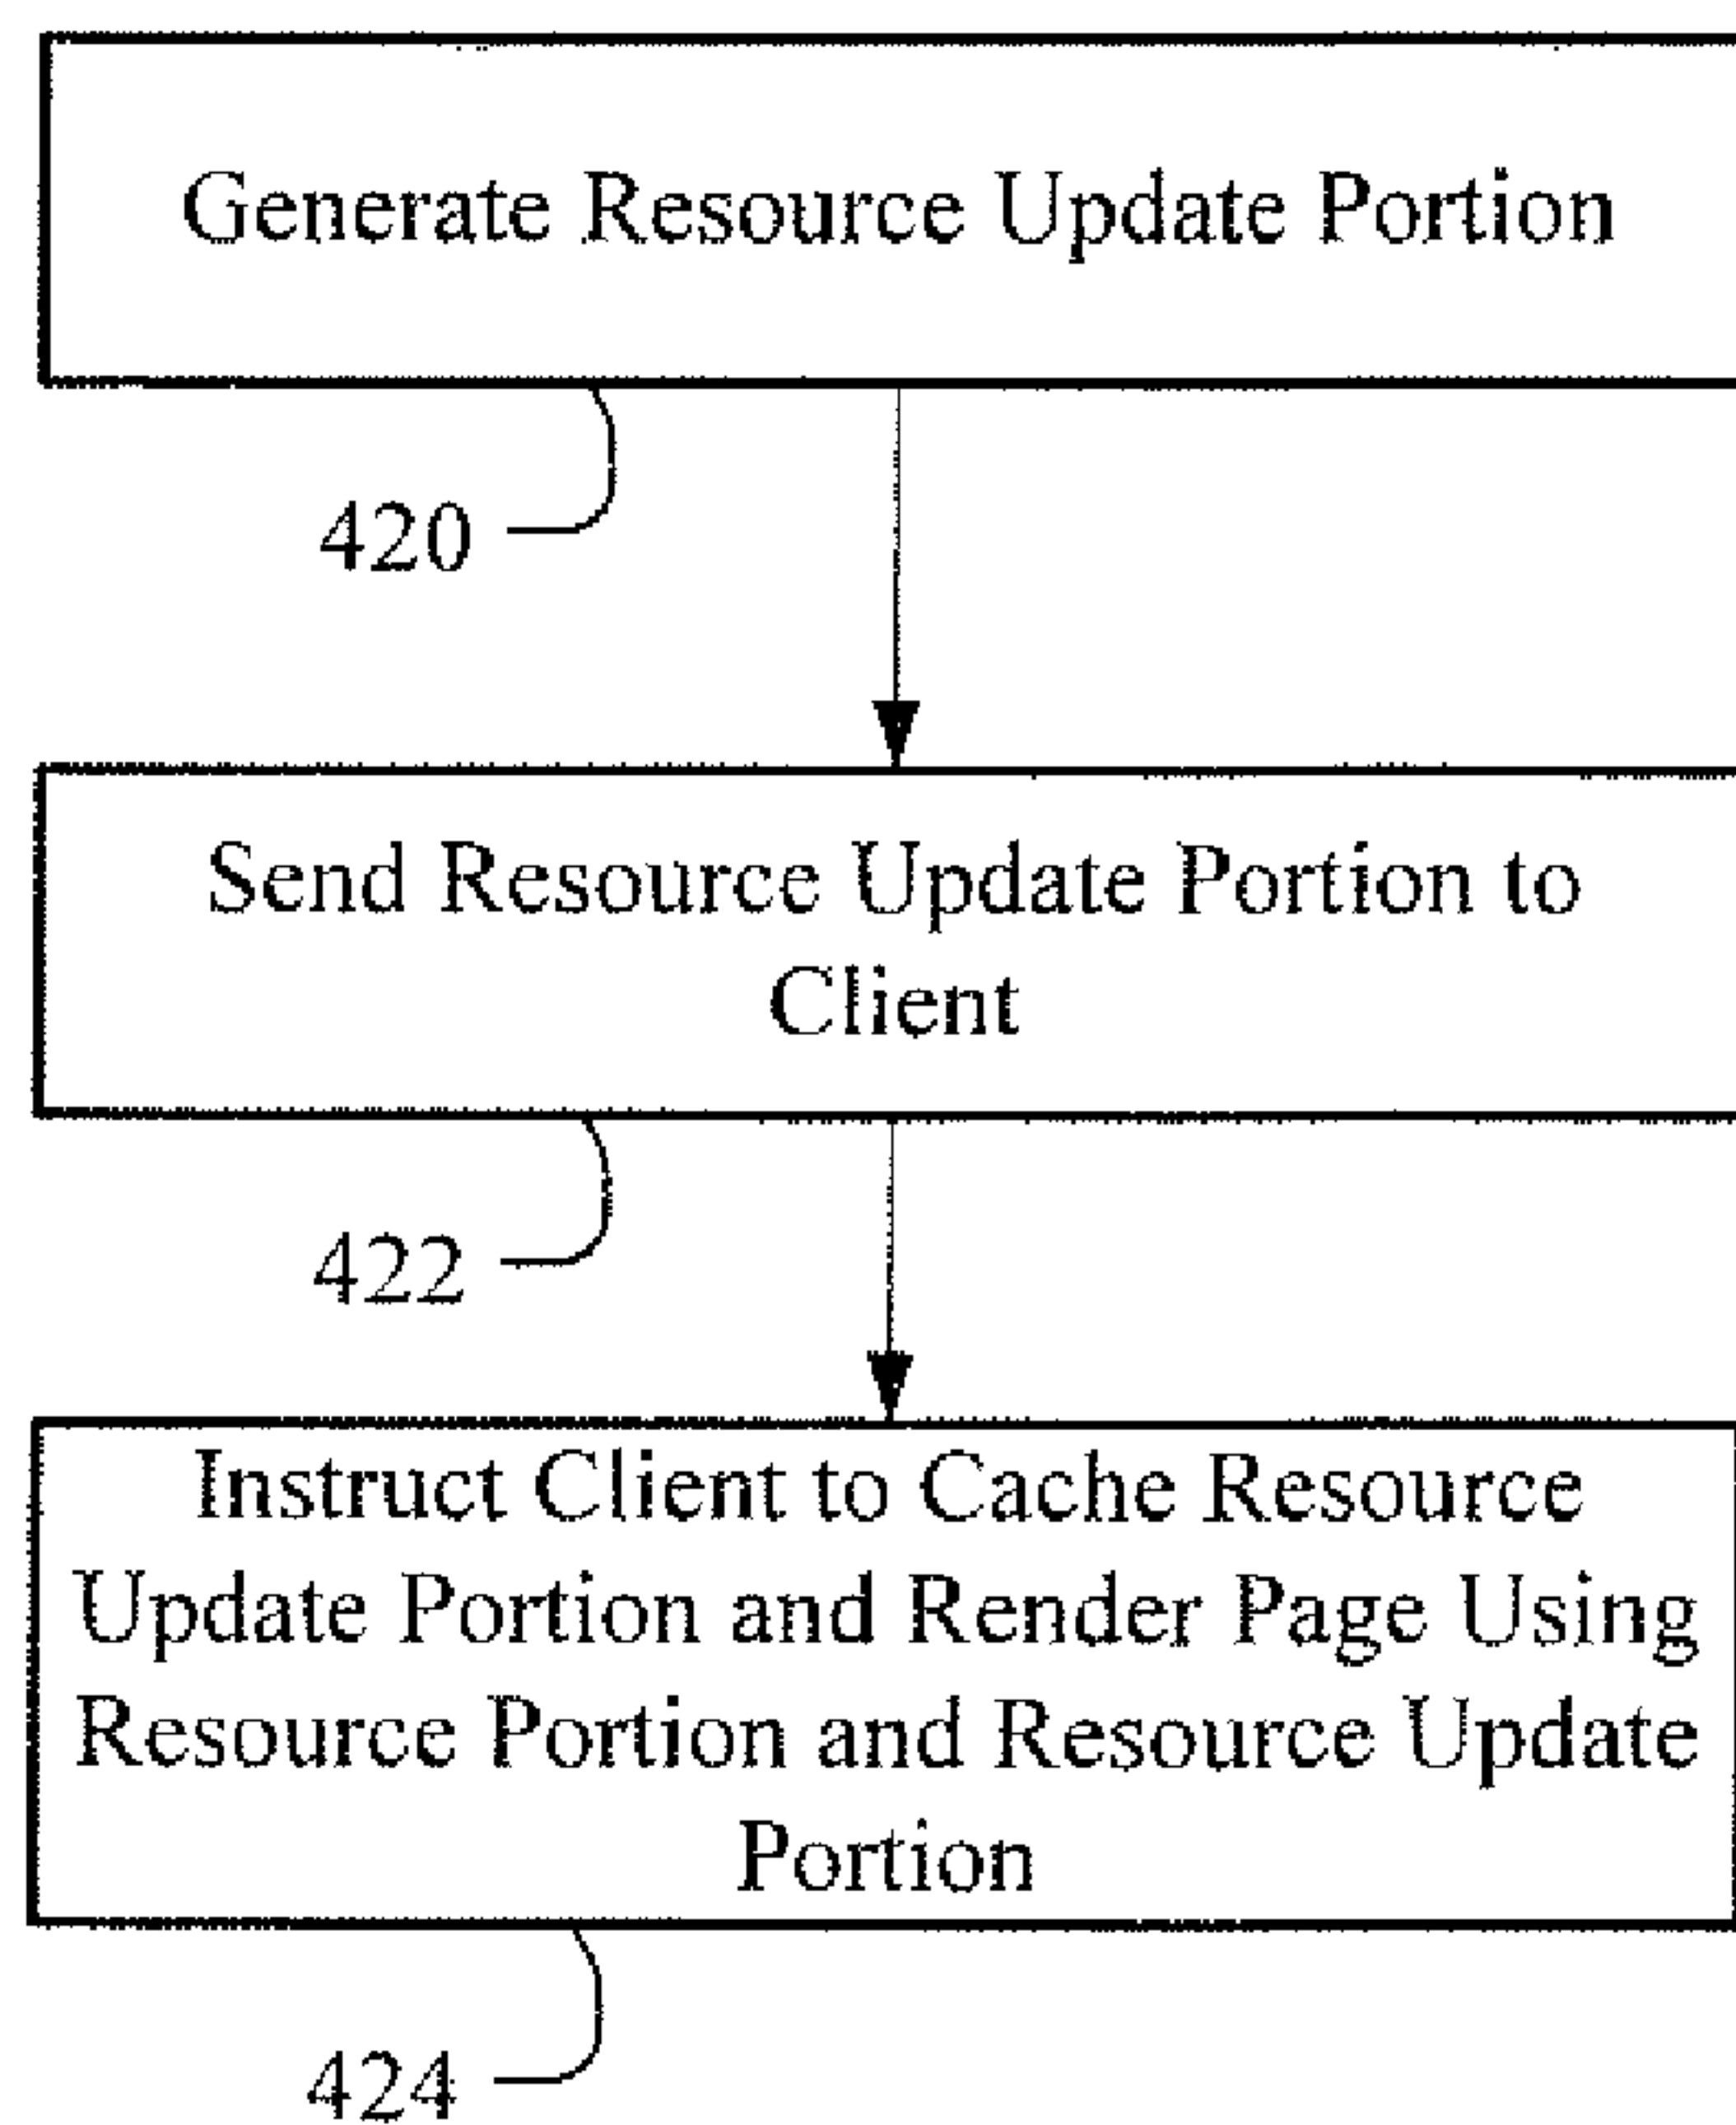 Generate Resource Update Portion
420
Send Resource Update Portion to
Client
422
Instruct Client to Cache Resource
Update Portion and Render Page Using
Resource Portion and Resource Update
Portion
424